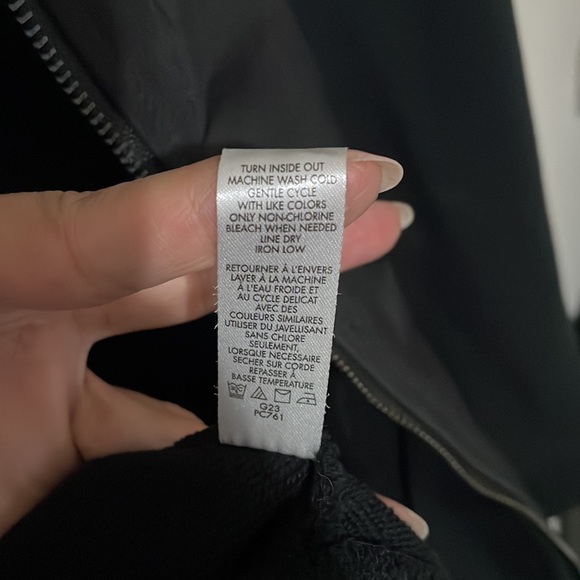 TURN INSIDE OUT
MACHINE WASH COLD
GENTLE CYCLE
WITH LIKE COLORS
ONLY NON-CHLORINE
BLEACH WHEN NEEDED
LINE DRY
IRON LOW
RETOURNER À L'ENVERS
LAVER À LA MACHINE
À L'EAU FROIDE ET
AU CYCLE DELICAT
AVEC DES
COULEURS SIMILAIRES
UTILISER DU JAVELLISANT
SANS CHLORE
SEULEMENT,
LORSQUE NECESSAIRE
SECHER SUR CORDE
REPASSER À
BASSE TEMPERATURE
G23
PC761